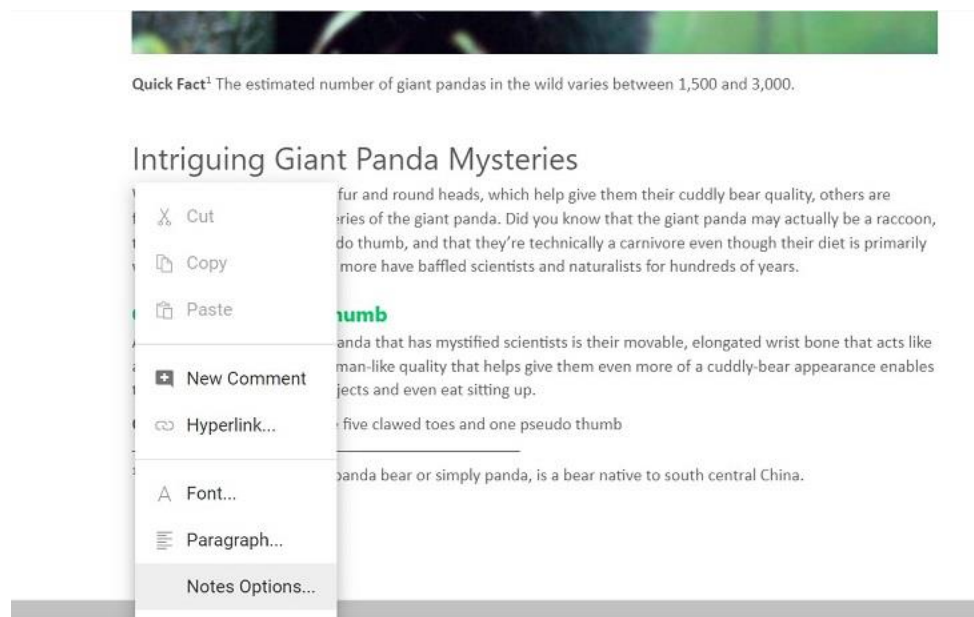 Quick Fact¹ The estimated number of giant pandas in the wild varies between 1,500 and 3,000.
Intriguing Giant Panda Mysteries
fur and round heads, which help give them their cuddly bear quality, others are
of the giant panda. Did you know that the giant panda may actually be a raccoon,
thumb, and that they're technically a carnivore even though their diet is primarily
more have baffled scientists and naturalists for hundreds of years.
that has mystified scientists is their movable, elongated wrist bone that acts like
quality that helps give them even more of a cuddly-bear appearance enables
and even eat sitting up.
five clawed toes and one pseudo thumb
panda bear or simply panda, is a bear native to south central China.
Cut
Copy
Paste
New Comment
Hyperlink...
Font...
Paragraph...
Notes Options...